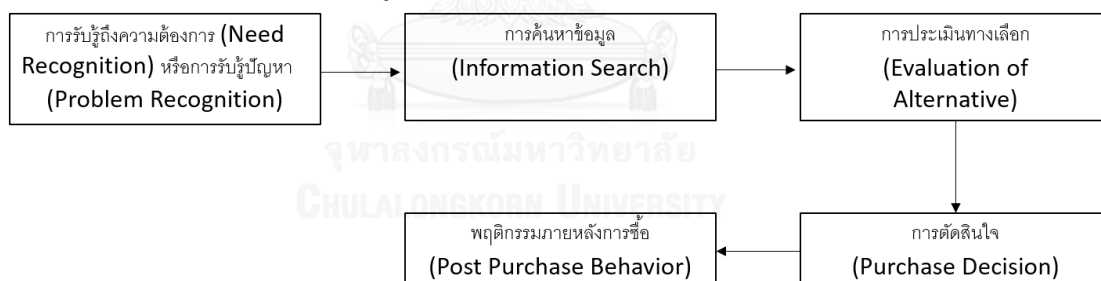 การรับรู้ถึงความต้องการ (Need
Recognition) หรือการรับรู้ปัญหา
(Problem Recognition)
การค้นหาข้อมูล
(Information Search)
การประเมินทางเลือก
(Evaluation of
Alternative)
จุฬาลงกรณ์มหาวิทยาลัย
CHULALONGKORN UNIVERSITY
พฤติกรรมภายหลังการซื้อ
(Post Purchase Behavior)
การตัดสินใจ
(Purchase Decision)